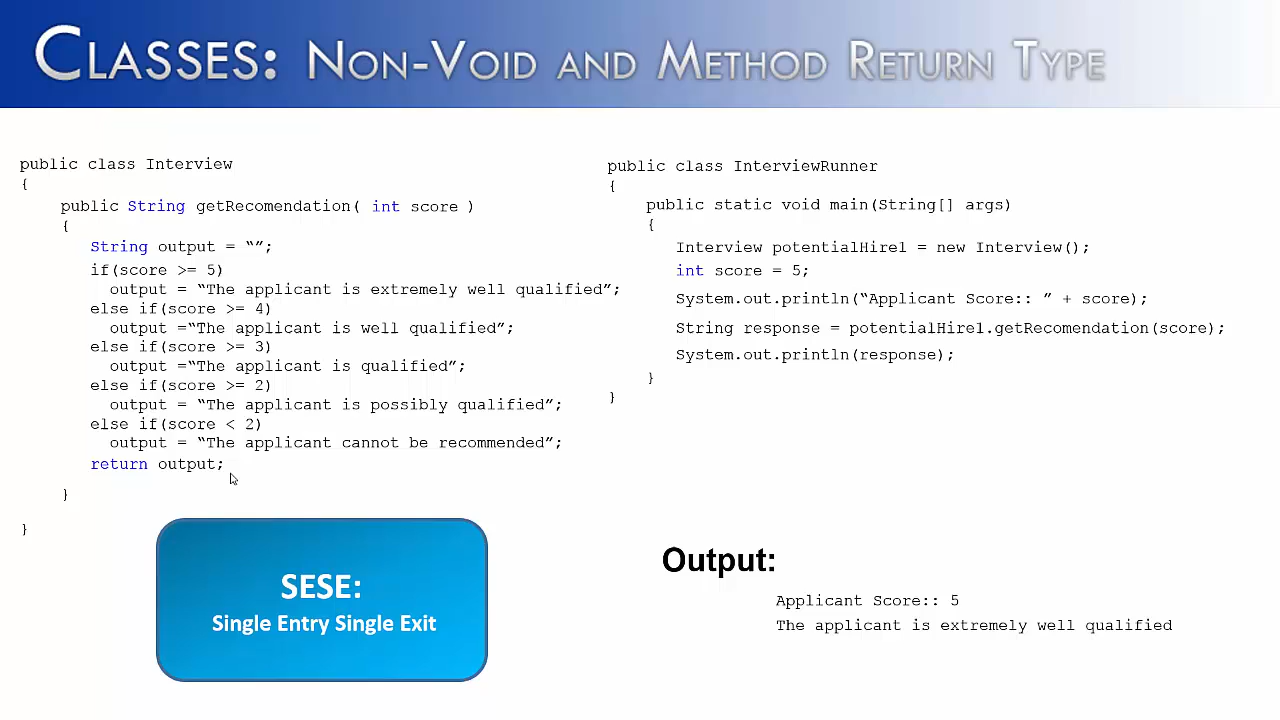 CLASSES: NON-VOID AND METHOD RETURN TYPE
public class Interview
{
public String getRecomendation( int score )
{
String output = “”;
if(score >= 5)
output = “The applicant is extremely well qualified”;
else if(score >= 4)
output =“The applicant is well qualified”;
else if(score >= 3)
output =“The applicant is qualified”;
else if(score >= 2)
output = “The applicant is possibly qualified”;
else if(score < 2)
output = “The applicant cannot be recommended”;
return output;
}
}
SESE:
Single Entry Single Exit
public class InterviewRunner
{
public static void main(String[] args)
{
Interview potentialHire1 = new Interview();
int score = 5;
System.out.println(“Applicant Score:: ” + score);
String response = potentialHire1.getRecomendation(score);
System.out.println(response);
}
}
Output:
Applicant Score:: 5
The applicant is extremely well qualified